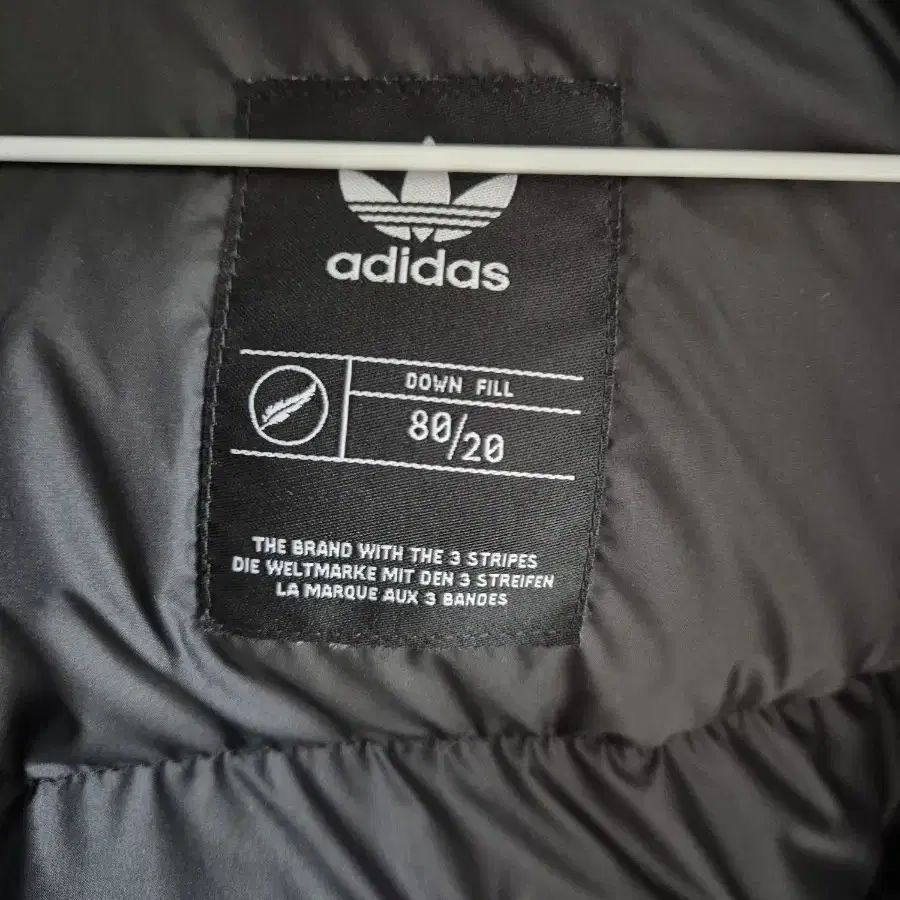 adidas
DOWN FILL
80/20
THE BRAND WITH THE 3 STRIPES
DIE WELTMARKE MIT DEN 3 STREIFEN
LA MARQUE AUX 3 BANDES